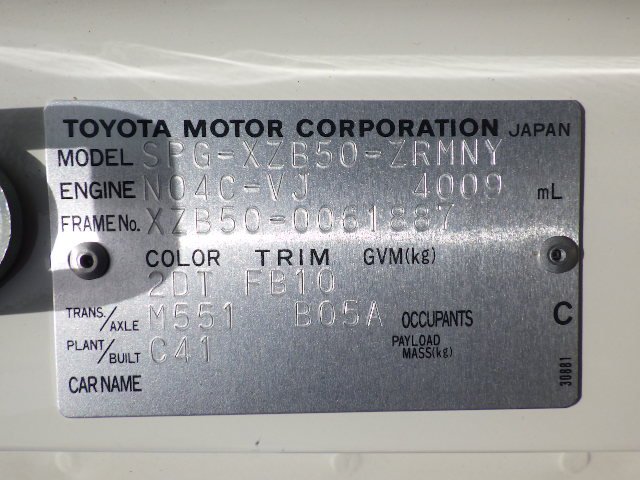 TOYOTA MOTOR CORPORATION JAPAN
MODEL SPG-XZB50-ZRMNY
ENGINE N04C-VJ 4009 mL
FRAME No. XZB50-0061887
COLOR TRIM GVM(kg)
2DT FB10
TRANS./AXLE M551 B05A OCCUPANTS C
PLANT/BUILT C41 PAYLOAD MASS(kg)
CAR NAME
30881